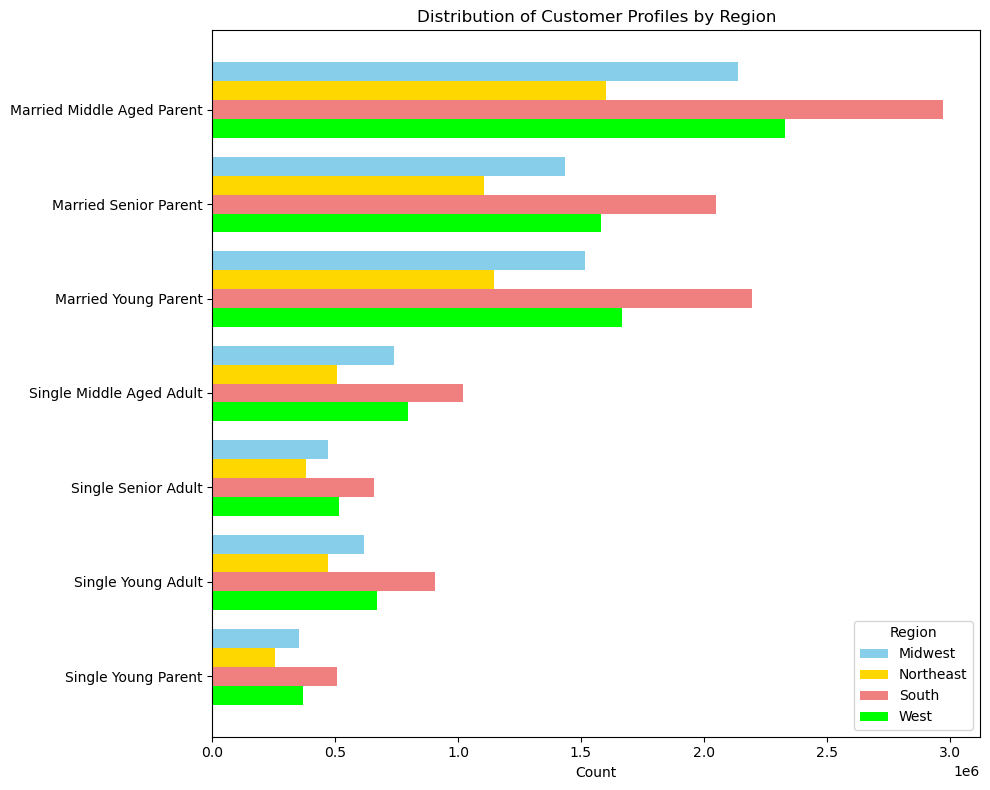 Distribution of Customer Profiles by Region
Married Middle Aged Parent
Married Senior Parent
Married Young Parent
Single Middle Aged Adult
Single Senior Adult
Single Young Adult
Single Young Parent
Region
Midwest
Northeast
South
West
0.0 0.5 1.0 1.5 2.0 2.5 3.0
1e6
Count